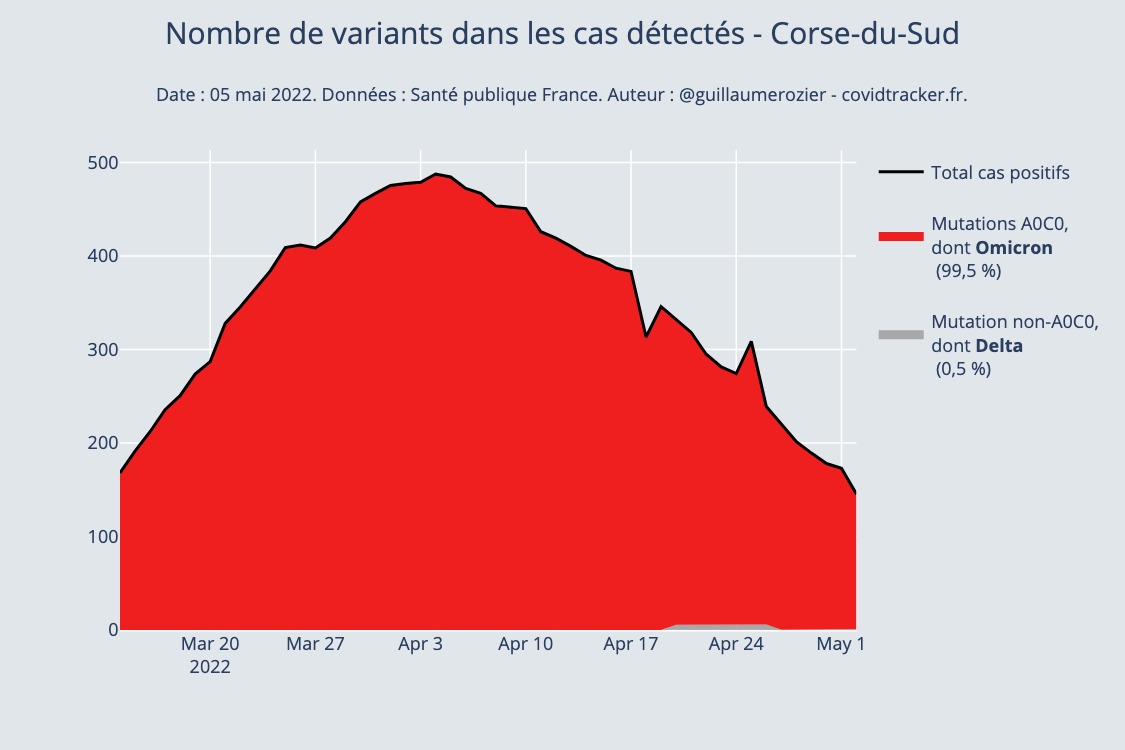 Nombre de variants dans les cas détectés - Corse-du-Sud
Date : 05 mai 2022. Données : Santé publique France. Auteur : @guillaumerozier - covidtracker.fr.
500
400
300
200
100
0
Mar 20
2022
Mar 27
Apr 3
Apr 10
Apr 17
Apr 24
May 1
Total cas positifs
Mutations A0C0,
dont Omicron
(99,5 %)
Mutation non-A0C0,
dont Delta
(0,5 %)